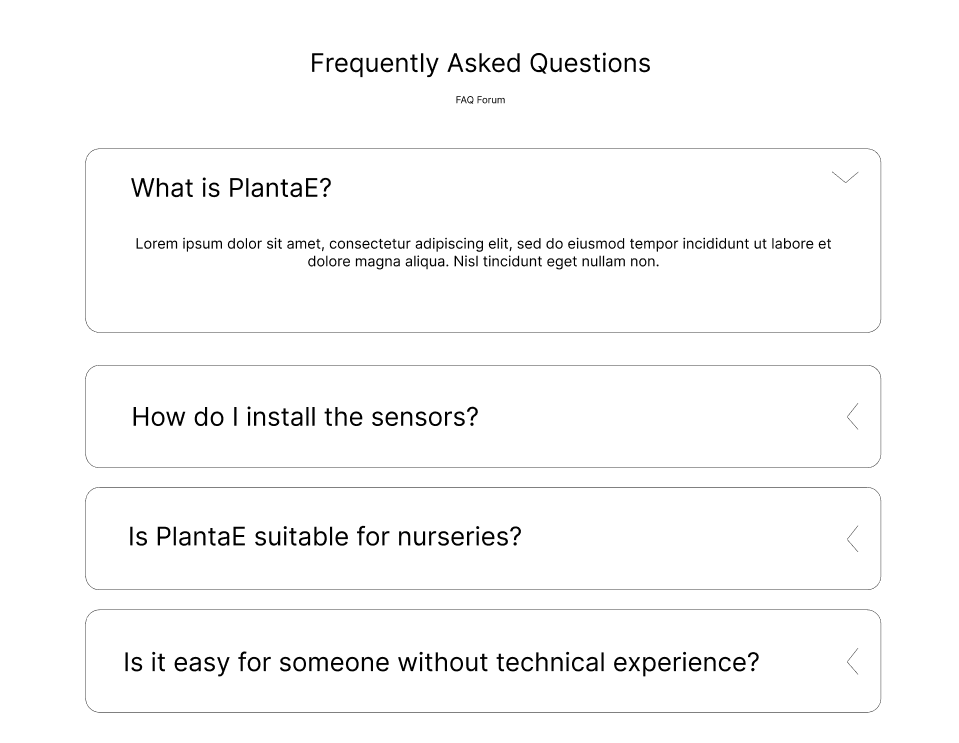 Frequently Asked Questions
FAQ Forum
What is PlantaE?
Lorem ipsum dolor sit amet, consectetur adipiscing elit, sed do eiusmod tempor incididunt ut labore et
dolore magna aliqua. Nisl tincidunt eget nullam non.
How do I install the sensors?
Is PlantaE suitable for nurseries?
Is it easy for someone without technical experience?